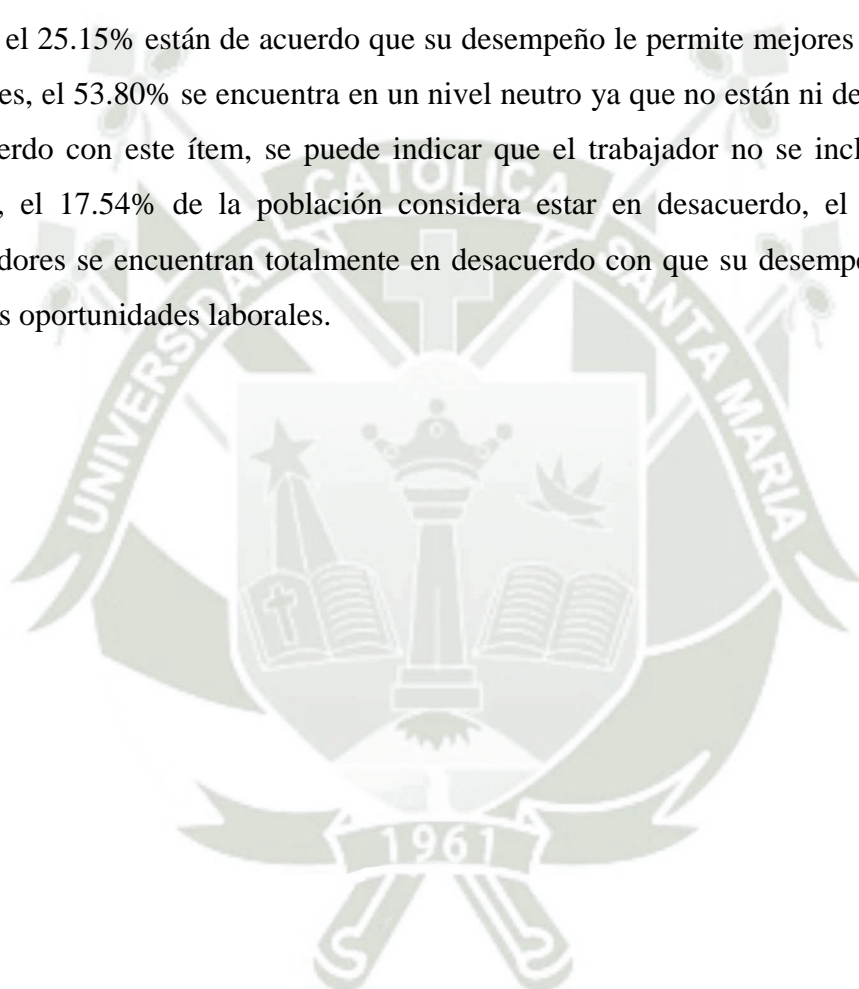 el 25.15% están de acuerdo que su desempeño le permite mejores
es, el 53.80% se encuentra en un nivel neutro ya que no están ni de
erdo con este ítem, se puede indicar que el trabajador no se incl
, el 17.54% de la población considera estar en desacuerdo, el
dores se encuentran totalmente en desacuerdo con que su desemp
s oportunidades laborales.
UNIVERSIDAD CATOLICA SANTA MARIA
1961